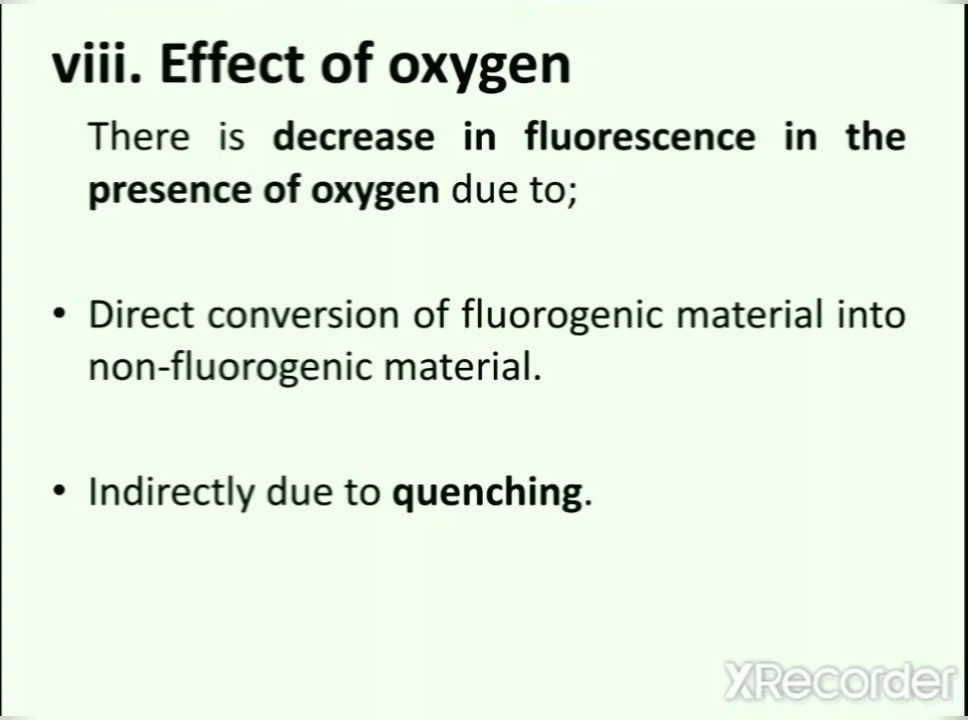 viii. Effect of oxygen
There is decrease in fluorescence in the
presence of oxygen due to;
• Direct conversion of fluorogenic material into
non-fluorogenic material.
• Indirectly due to quenching.
XRecorder